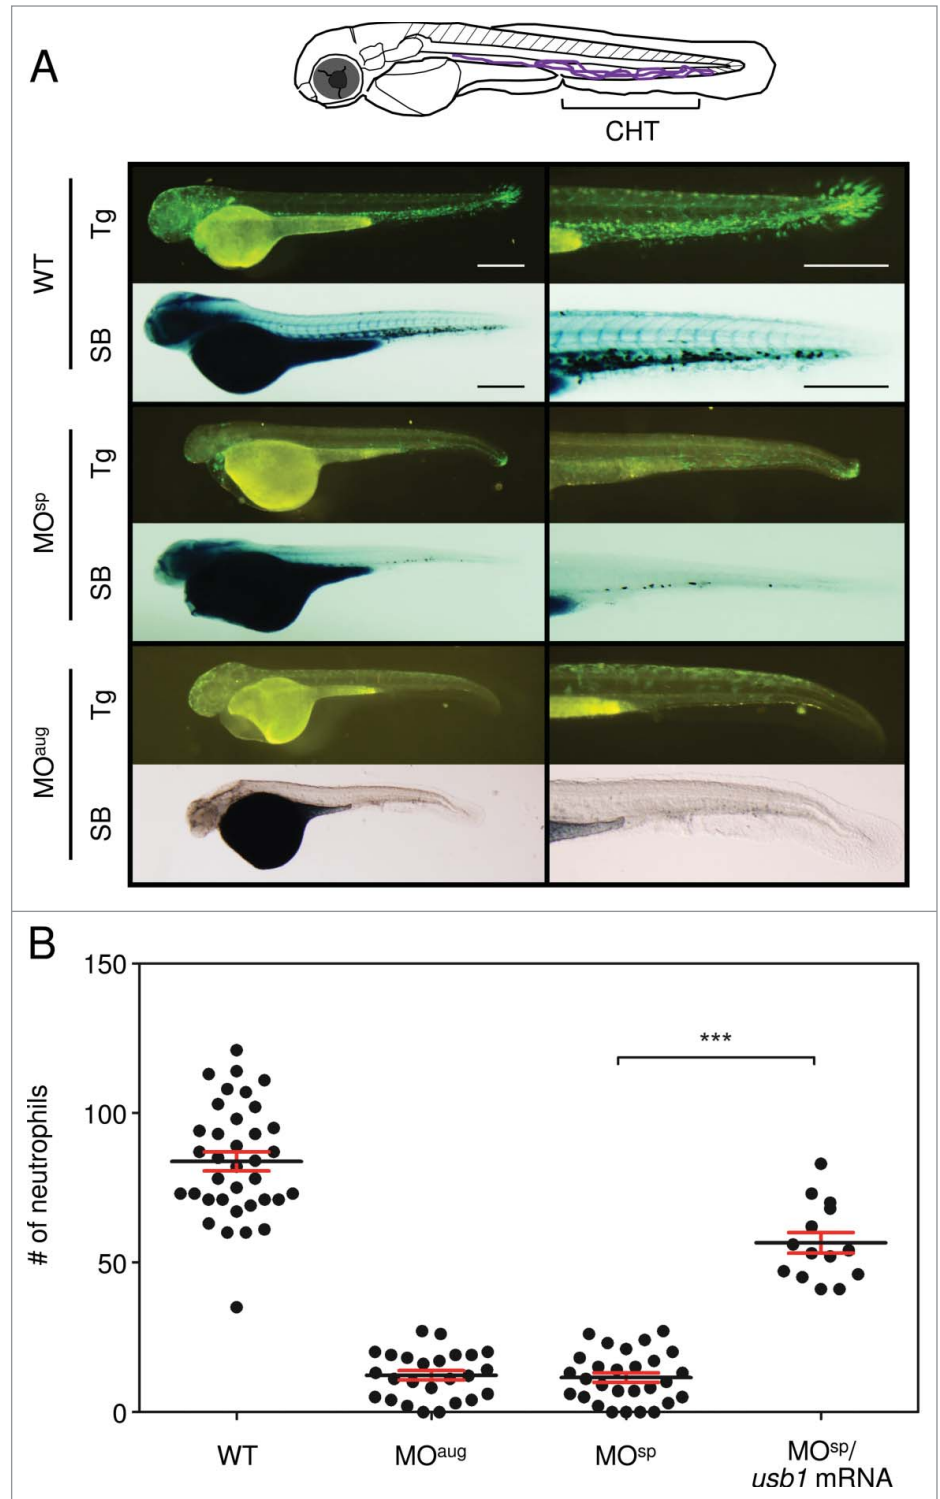 A
CHT
WT
Tg
SB
MOsp
Tg
SB
MOaug
Tg
SB
B
# of neutrophils
150
100
50
0
***
WT
MOaug
MOsp
MOsp/
usb1 mRNA